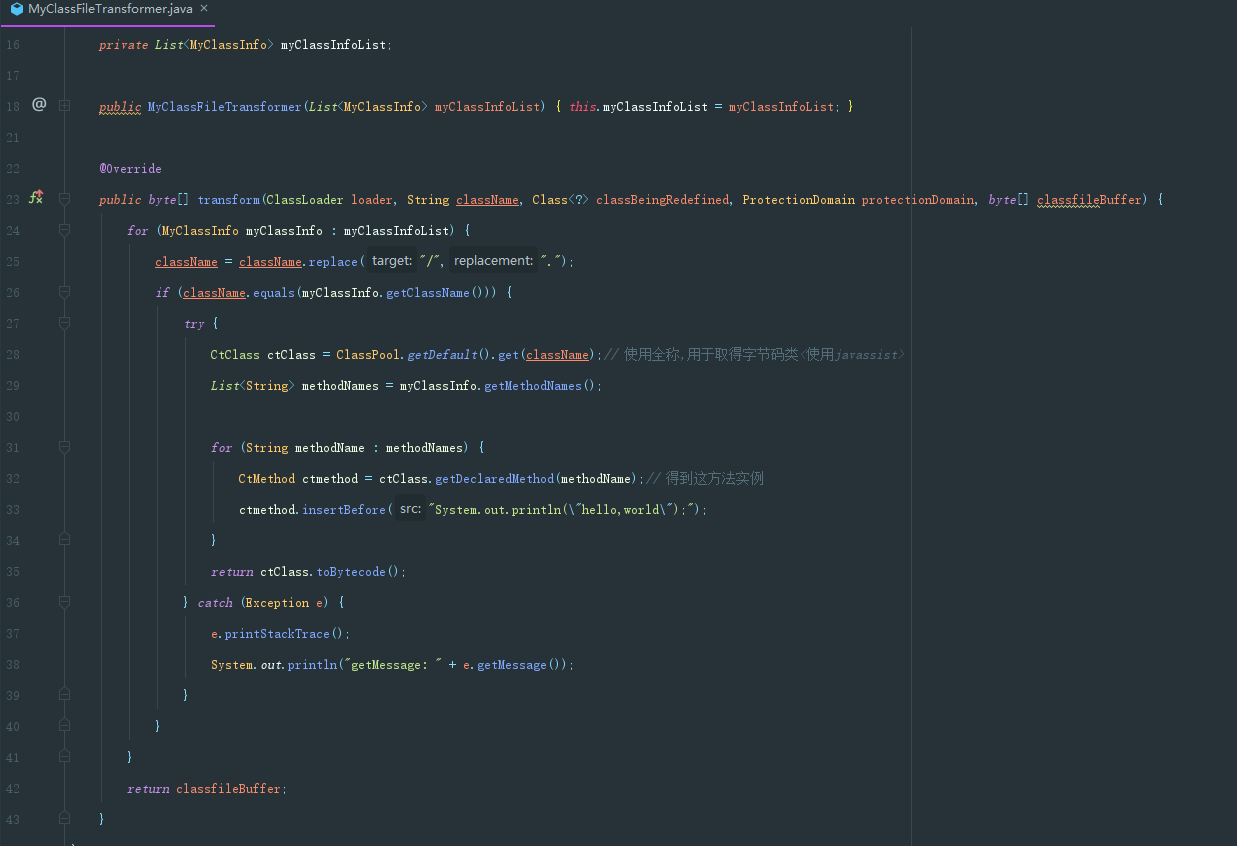 MyClassFileTransformer.java ×
16 private List<MyClassInfo> myClassInfoList;
17
18 @ public MyClassFileTransformer(List<MyClassInfo> myClassInfoList) { this.myClassInfoList = myClassInfoList; }
21
22 @Override
23 public byte[] transform(ClassLoader loader, String className, Class<?> classBeingRedefined, ProtectionDomain protectionDomain, byte[] classfileBuffer) {
24 for (MyClassInfo myClassInfo : myClassInfoList) {
25 className = className.replace( target: "/", replacement: ".");
26 if (className.equals(myClassInfo.getClassName())) {
27 try {
28 CtClass ctClass = ClassPool.getDefault().get(className);// 使用全称,用于取得字节码类<使用javassist>
29 List<String> methodNames = myClassInfo.getMethodNames();
30
31 for (String methodName : methodNames) {
32 CtMethod ctmethod = ctClass.getDeclaredMethod(methodName);// 得到这方法实例
33 ctmethod.insertBefore( src: "System.out.println(\"hello,world\");");
34 }
35 return ctClass.toBytecode();
36 } catch (Exception e) {
37 e.printStackTrace();
38 System.out.println("getMessage: " + e.getMessage());
39 }
40 }
41 }
42 return classfileBuffer;
43 }